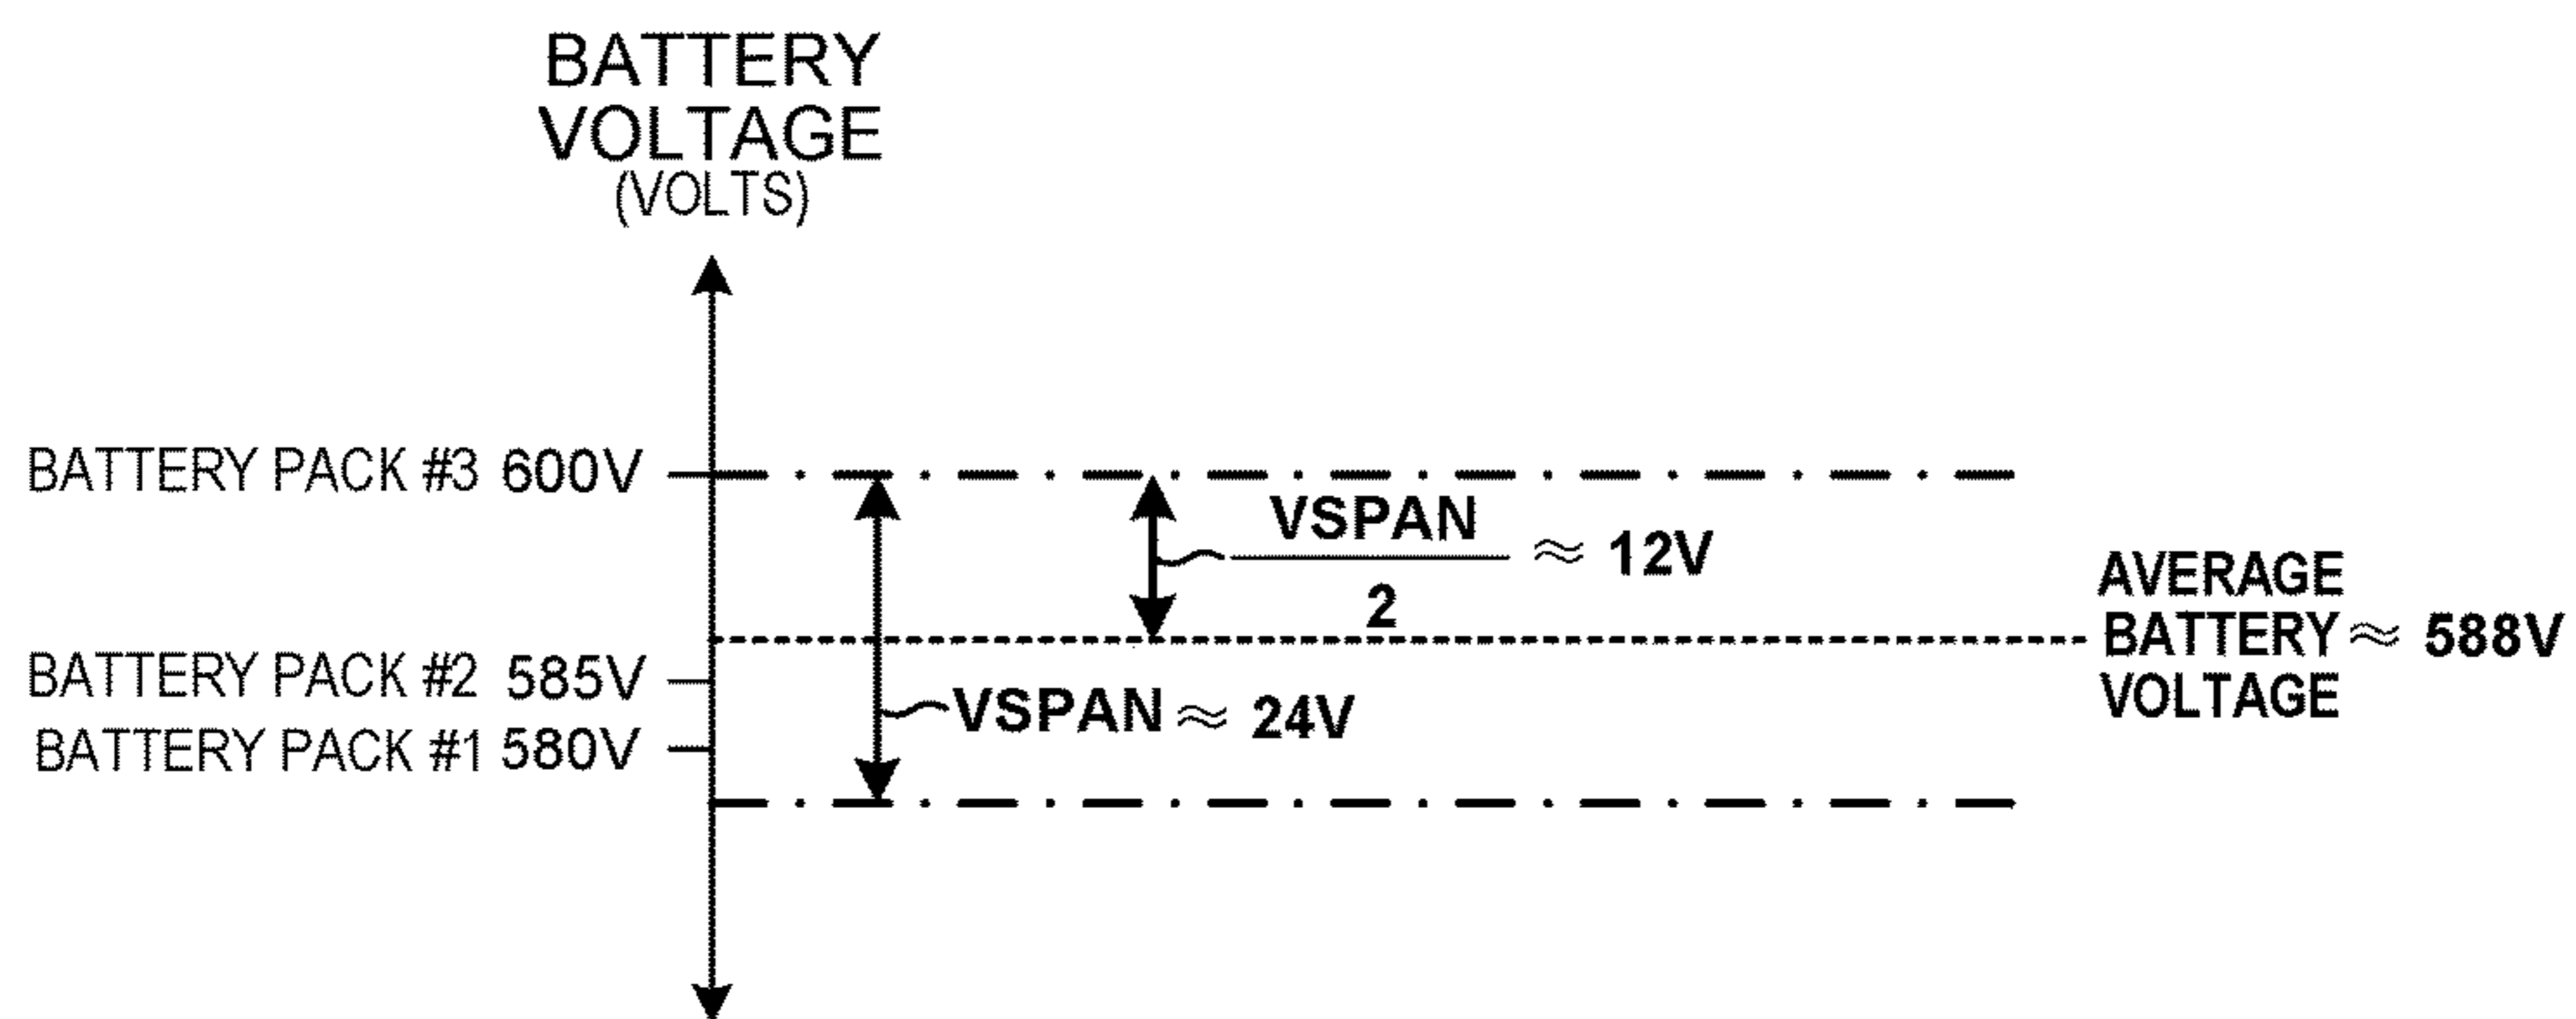 BATTERY
VOLTAGE
(VOLTS)
BATTERY PACK #3 600V
VSPAN
2
≈ 12V
AVERAGE
BATTERY ≈ 588V
VOLTAGE
BATTERY PACK #2 585V
VSPAN ≈ 24V
BATTERY PACK #1 580V